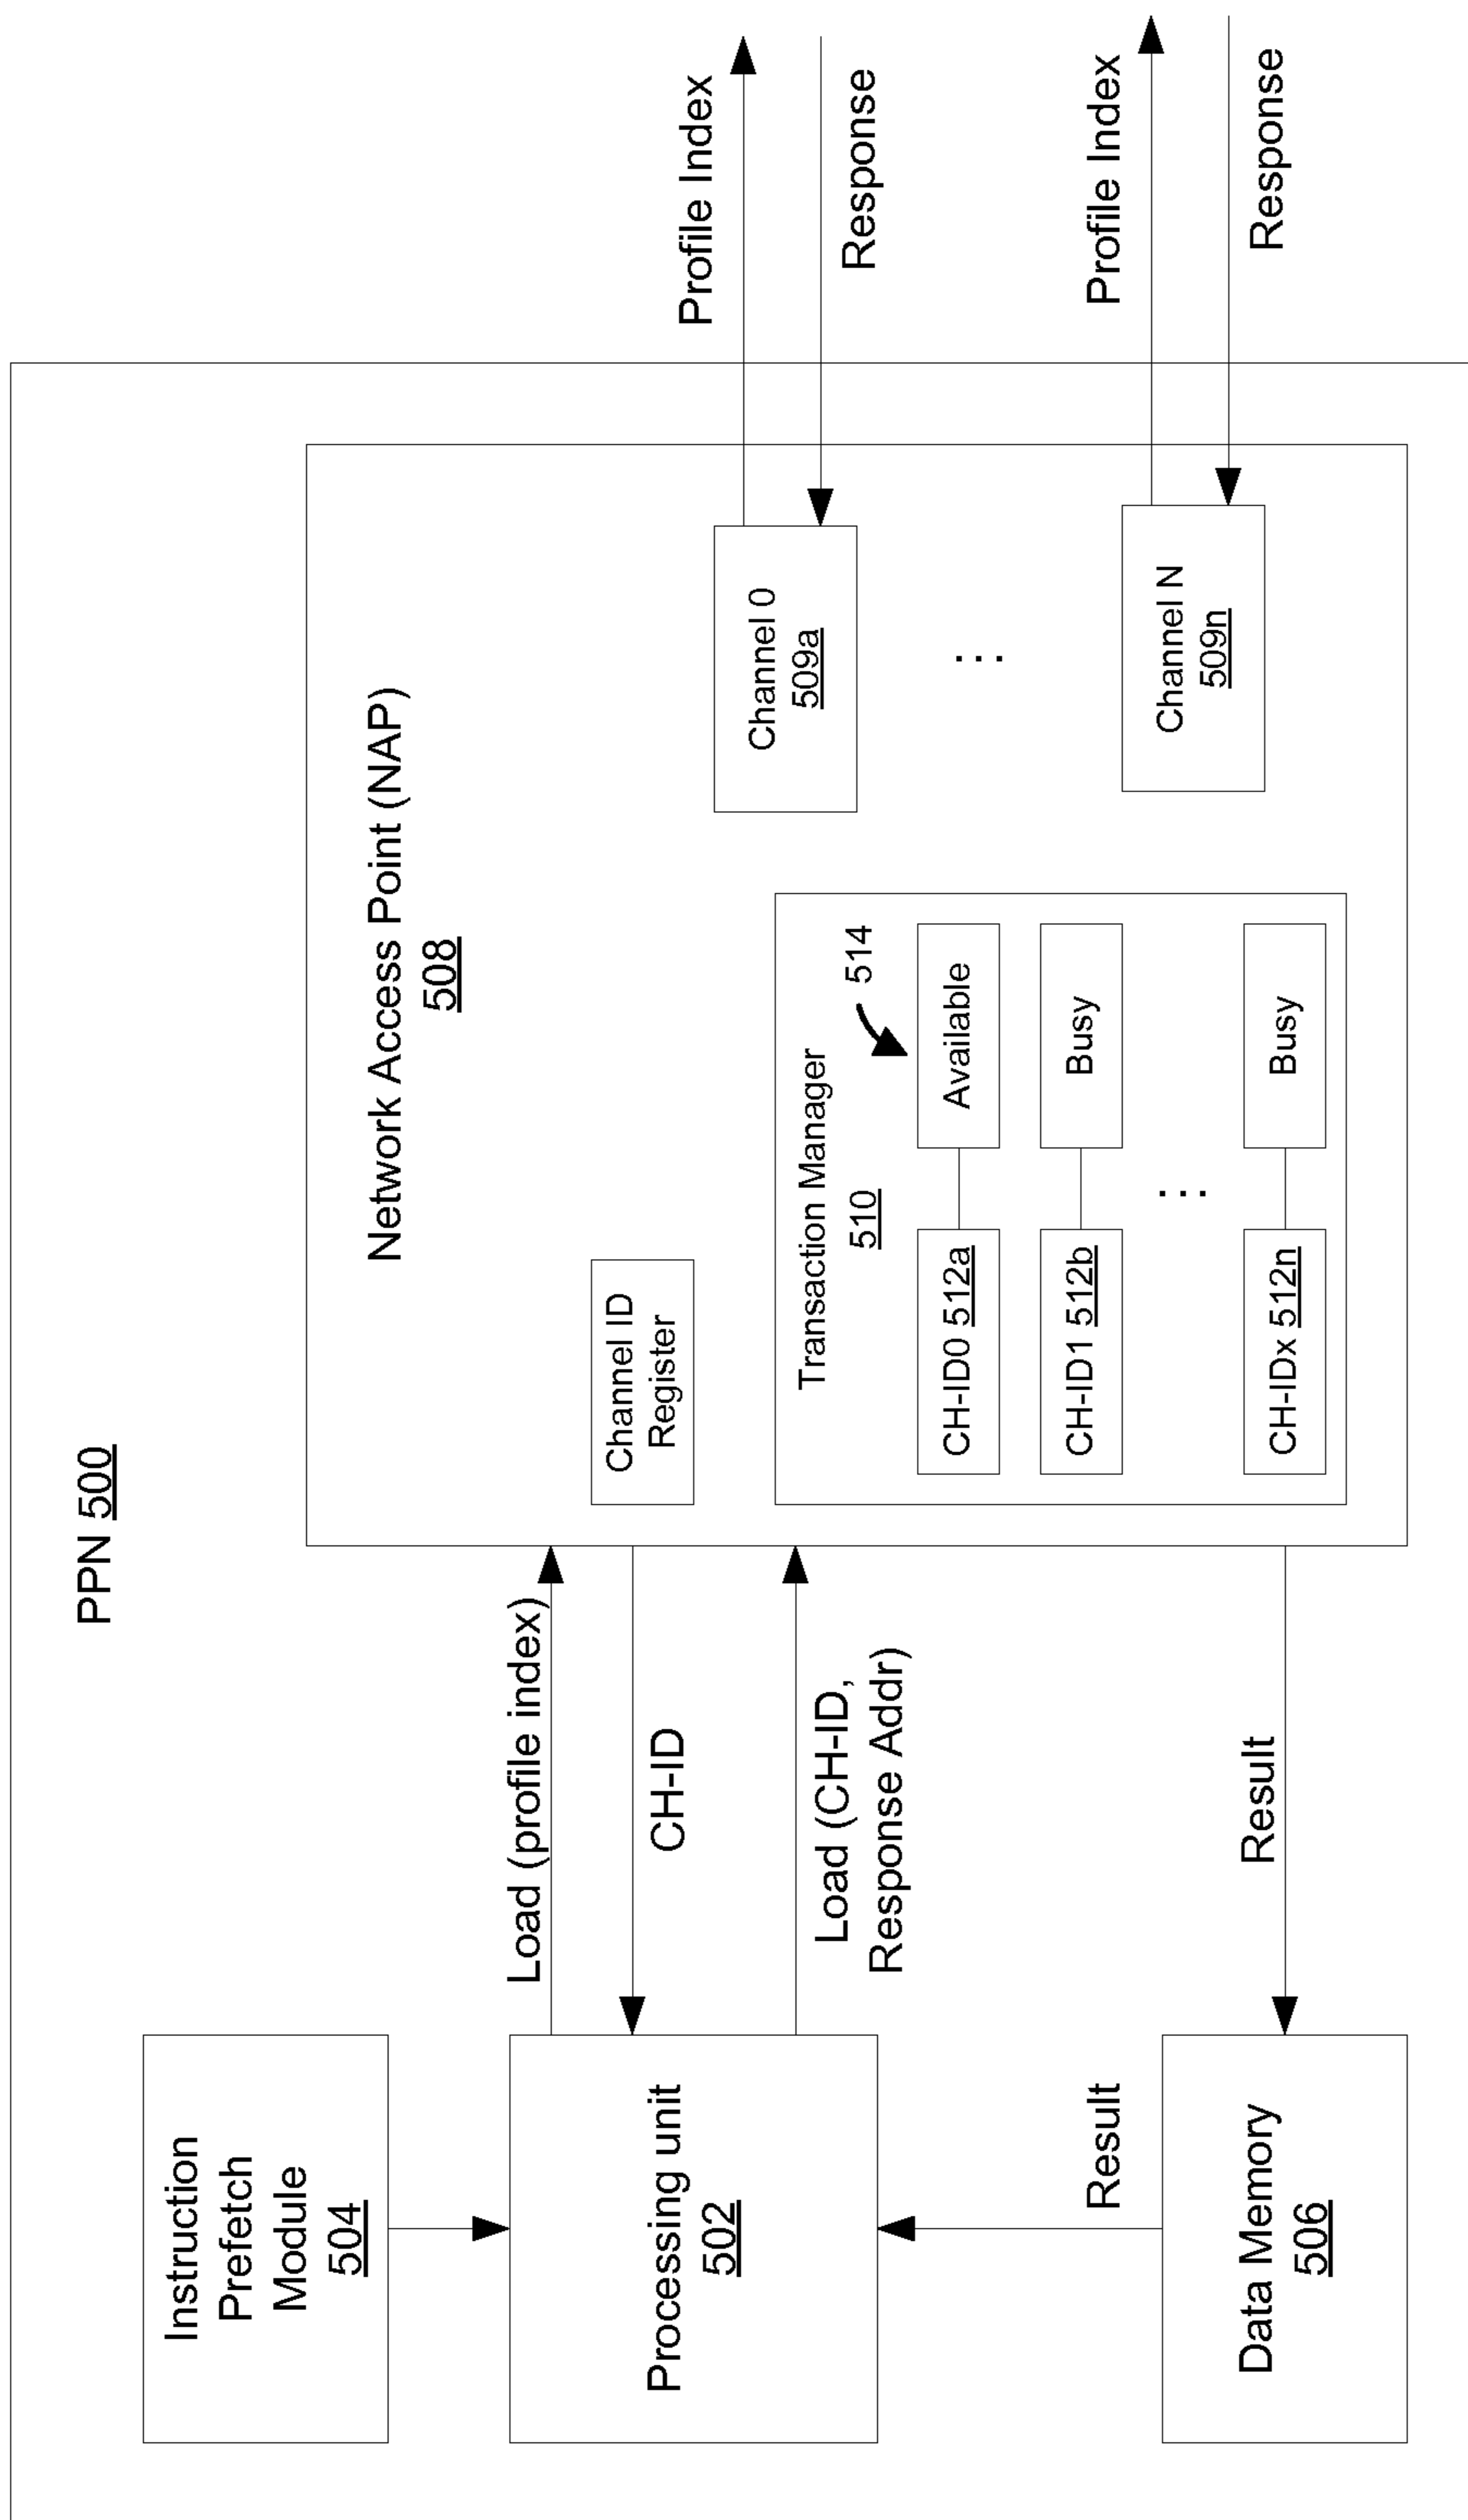 PPN 500
Instruction
Prefetch
Module
504
Processing unit
502
Data Memory
506
Result
Load (profile index)
CH-ID
Load (CH-ID,
Response Addr)
Result
Network Access Point (NAP)
508
Channel ID
Register
Transaction Manager
510
514
CH-ID0 512a
Available
CH-ID1 512b
Busy
...
CH-IDx 512n
Busy
Channel 0
509a
...
Channel N
509n
Profile Index
Response
Profile Index
Response